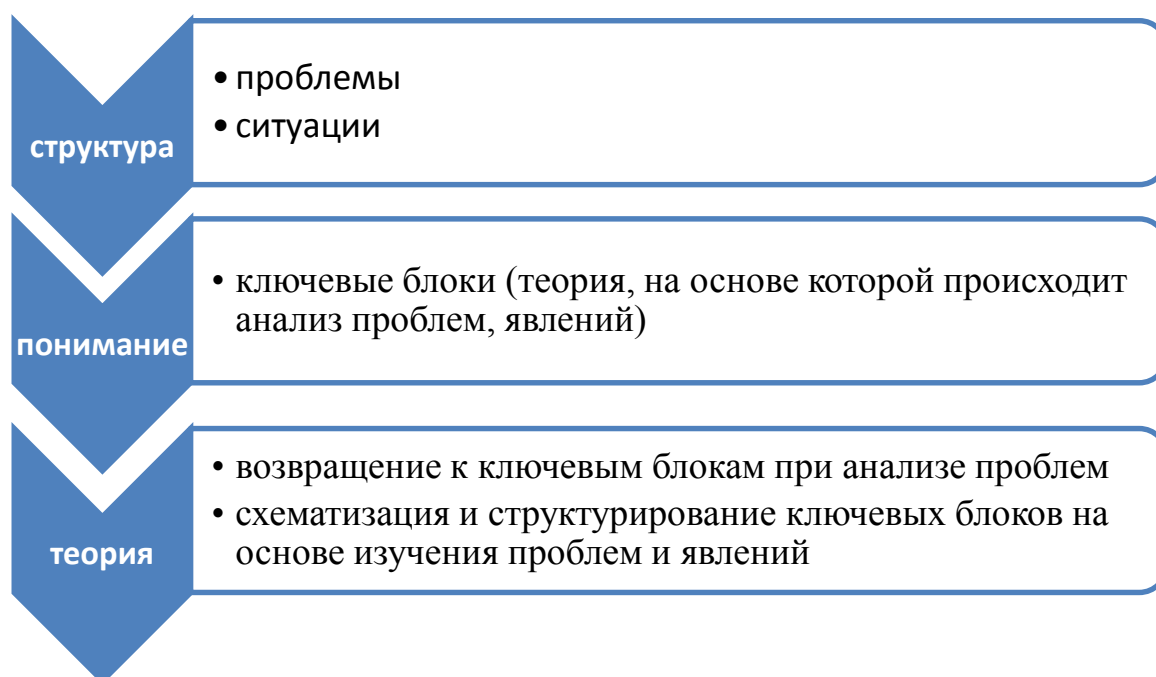 структура
• проблемы
• ситуации
понимание
• ключевые блоки (теория, на основе которой происходит
анализ проблем, явлений)
теория
• возвращение к ключевым блокам при анализе проблем
• схематизация и структурирование ключевых блоков на
основе изучения проблем и явлений